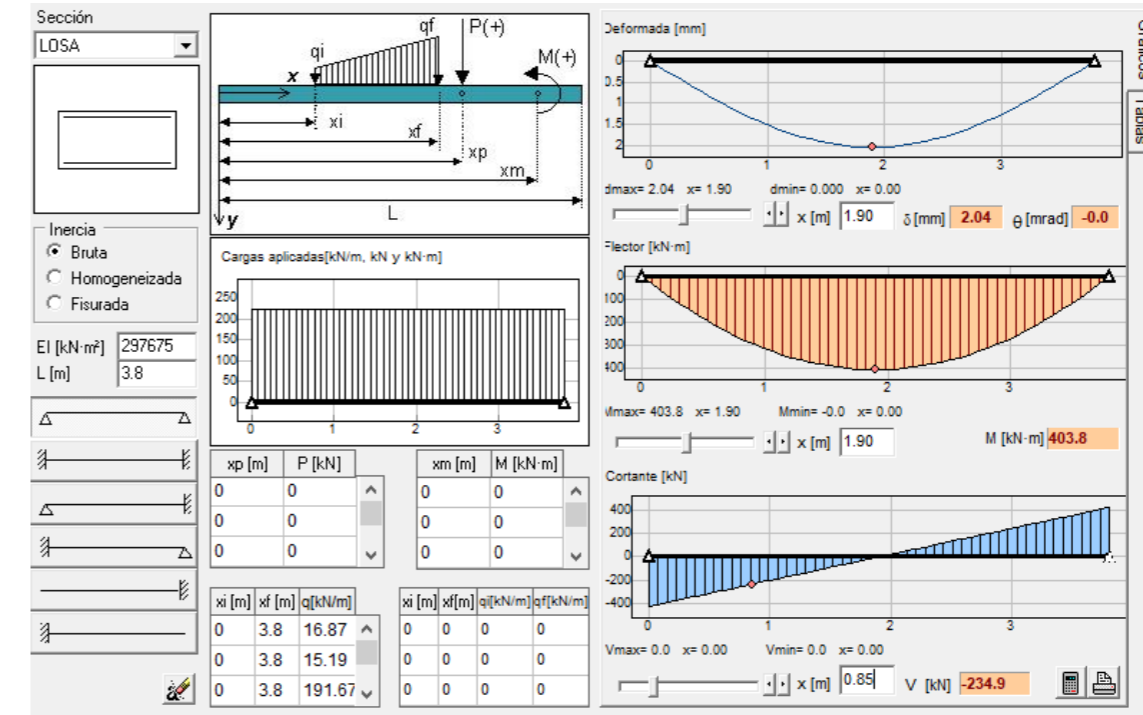 Sección
LOSA
Inercia
Bruta
Homogeneizada
Fisurada
EI [kN·m²] 297675
L [m] 3.8
qi
qf
P(+)
M(+)
x
xi
xf
xp
xm
L
y
Cargas aplicadas[kN/m, kN y kN·m]
250
200
150
100
50
0
0 1 2 3
xp [m] P [kN]
0 0
0 0
0 0
xm [m] M [kN·m]
0 0
0 0
0 0
xi [m] xf [m] q[kN/m]
0 3.8 16.87
0 3.8 15.19
0 3.8 191.67
xi [m] xf[m] qi[kN/m] qf[kN/m]
0 0 0 0
0 0 0 0
0 0 0 0
Deformada [mm]
0
0.5
1
1.5
2
0 1 2 3
dmax= 2.04 x= 1.90 dmin= 0.000 x= 0.00
x [m] 1.90 δ [mm] 2.04 θ [mrad] -0.0
Flector [kN·m]
0
100
200
300
400
0 1 2 3
Mmax= 403.8 x= 1.90 Mmin= -0.0 x= 0.00
x [m] 1.90 M [kN·m] 403.8
Cortante [kN]
400
200
0
-200
-400
0 1 2 3
Vmax= 0.0 x= 0.00 Vmin= 0.0 x= 0.00
x [m] 0.85 V [kN] -234.9